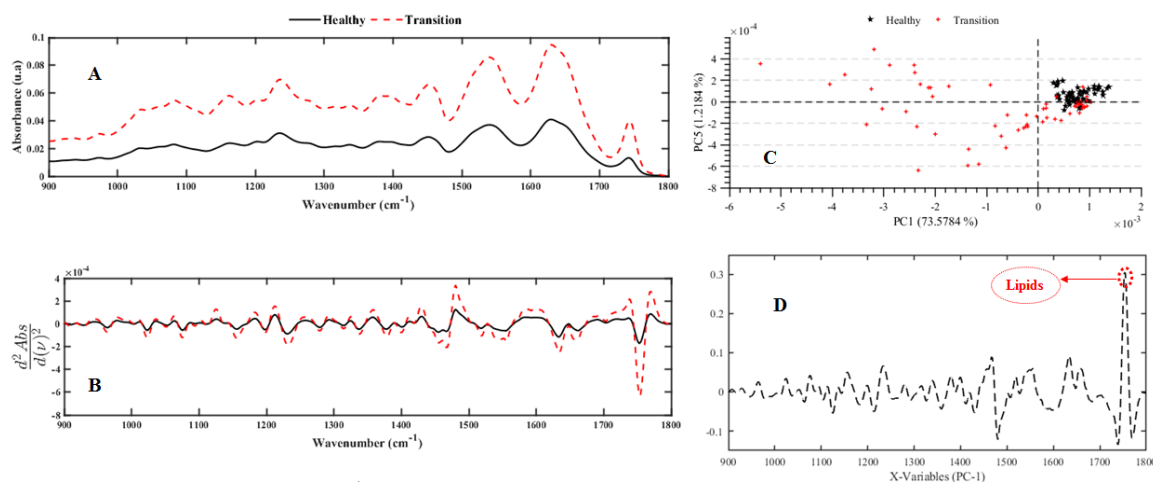 Healthy Transition
A
Absorbance (u.a)
0.1
0.08
0.06
0.04
0.02
0
900 1000 1100 1200 1300 1400 1500 1600 1700 1800
Wavenumber (cm⁻¹)
Healthy Transition
C
PC5 (1.2184 %)
×10⁻⁴
4
2
0
-2
-4
-6
-8
-6 -5 -4 -3 -2 -1 0 1 2
×10⁻³
PC1 (73.5784 %)
B
d² Abs
d(ν)²
×10⁻⁴
4
2
0
-2
-4
-6
-8
900 1000 1100 1200 1300 1400 1500 1600 1700 1800
Wavenumber (cm⁻¹)
D
Lipids
0.3
0.2
0.1
0
-0.1
900 1000 1100 1200 1300 1400 1500 1600 1700 1800
X-Variables (PC-1)